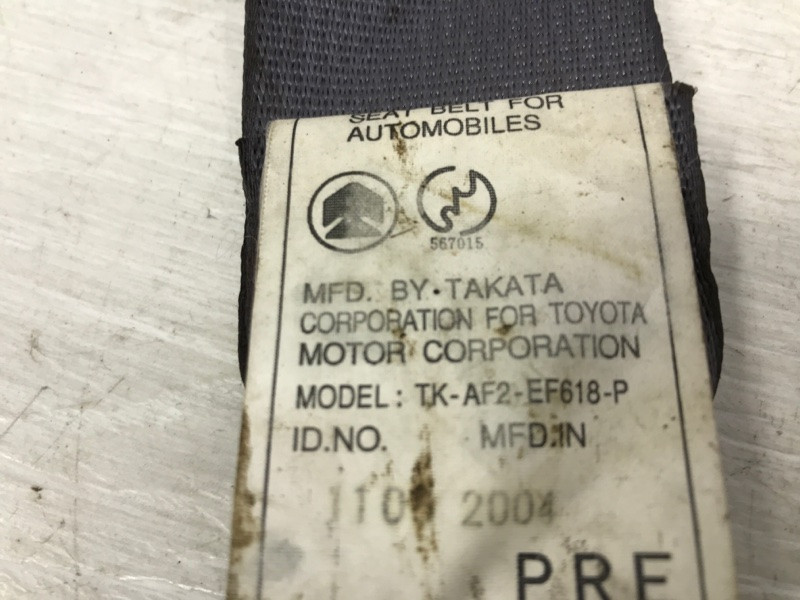 SEAT BELT FOR
AUTOMOBILES
567015
MFD. BY·TAKATA
CORPORATION FOR TOYOTA
MOTOR CORPORATION
MODEL: TK-AF2-EF618-P
ID.NO. MFD.IN
2004
PRE